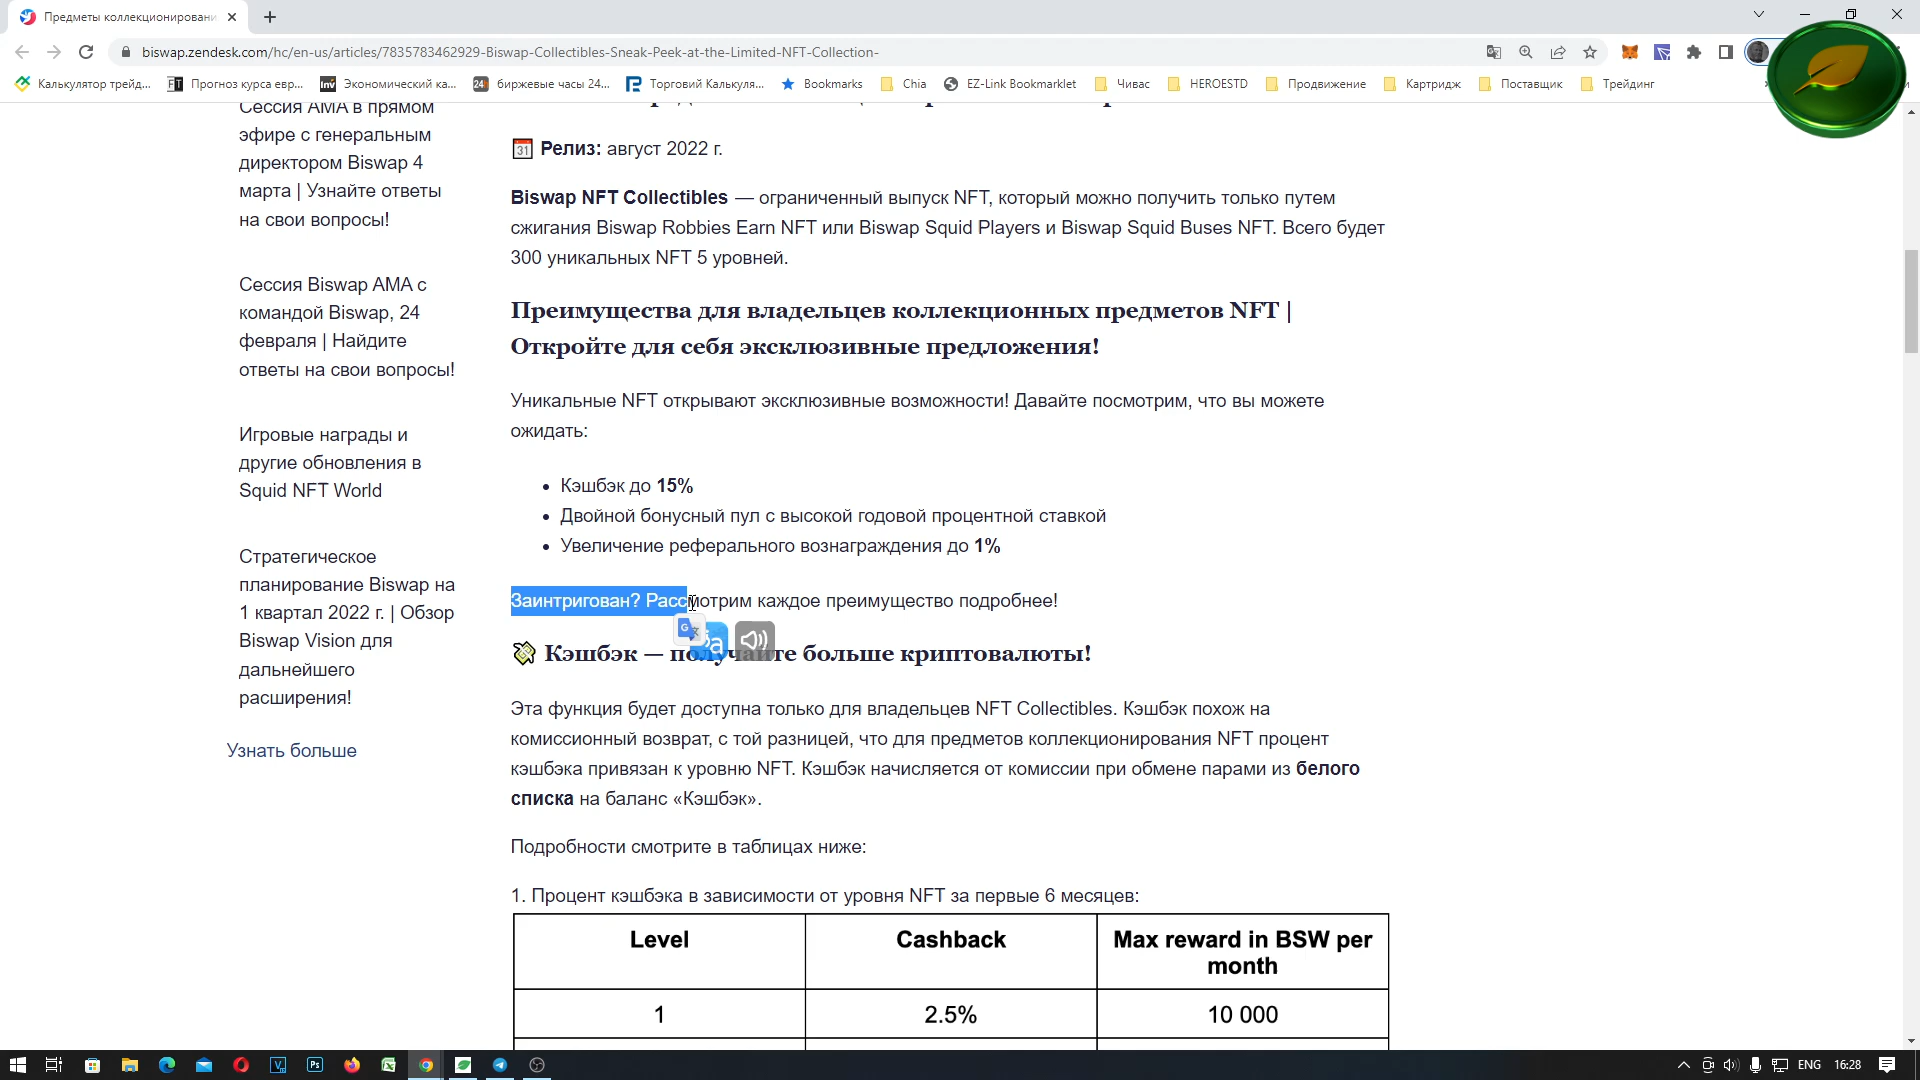 Предметы коллекционировани
biswap.zendesk.com/hc/en-us/articles/7835783462929-Biswap-Collectibles-Sneak-Peek-at-the-Limited-NFT-Collection-
Калькулятор трейд...
Прогноз курса евр...
Экономический ка...
биржевые часы 24...
Торговий Калькуля...
Bookmarks
Chia
EZ-Link Bookmarklet
Чивас
HEROESTD
Продвижение
Картридж
Поставщик
Трейдинг
Сессия AMA в прямом
эфире с генеральным
директором Biswap 4
марта | Узнайте ответы
на свои вопросы!
Сессия Biswap AMA с
командой Biswap, 24
февраля | Найдите
ответы на свои вопросы!
Игровые награды и
другие обновления в
Squid NFT World
Стратегическое
планирование Biswap на
1 квартал 2022 г. | Обзор
Biswap Vision для
дальнейшего
расширения!
Узнать больше
31 Релиз: август 2022 г.
Biswap NFT Collectibles — ограниченный выпуск NFT, который можно получить только путем
сжигания Biswap Robbies Earn NFT или Biswap Squid Players и Biswap Squid Buses NFT. Всего будет
300 уникальных NFT 5 уровней.
Преимущества для владельцев коллекционных предметов NFT |
Откройте для себя эксклюзивные предложения!
Уникальные NFT открывают эксклюзивные возможности! Давайте посмотрим, что вы можете
ожидать:
• Кэшбэк до 15%
• Двойной бонусный пул с высокой годовой процентной ставкой
• Увеличение реферального вознаграждения до 1%
Заинтригован? Рассмотрим каждое преимущество подробнее!
Кэшбэк — получайте больше криптовалюты!
Эта функция будет доступна только для владельцев NFT Collectibles. Кэшбэк похож на
комиссионный возврат, с той разницей, что для предметов коллекционирования NFT процент
кэшбэка привязан к уровню NFT. Кэшбэк начисляется от комиссии при обмене парами из белого
списка на баланс «Кэшбэк».
Подробности смотрите в таблицах ниже:
1. Процент кэшбэка в зависимости от уровня NFT за первые 6 месяцев:
Level Cashback Max reward in BSW per
month
1 2.5% 10 000
ENG 16:28